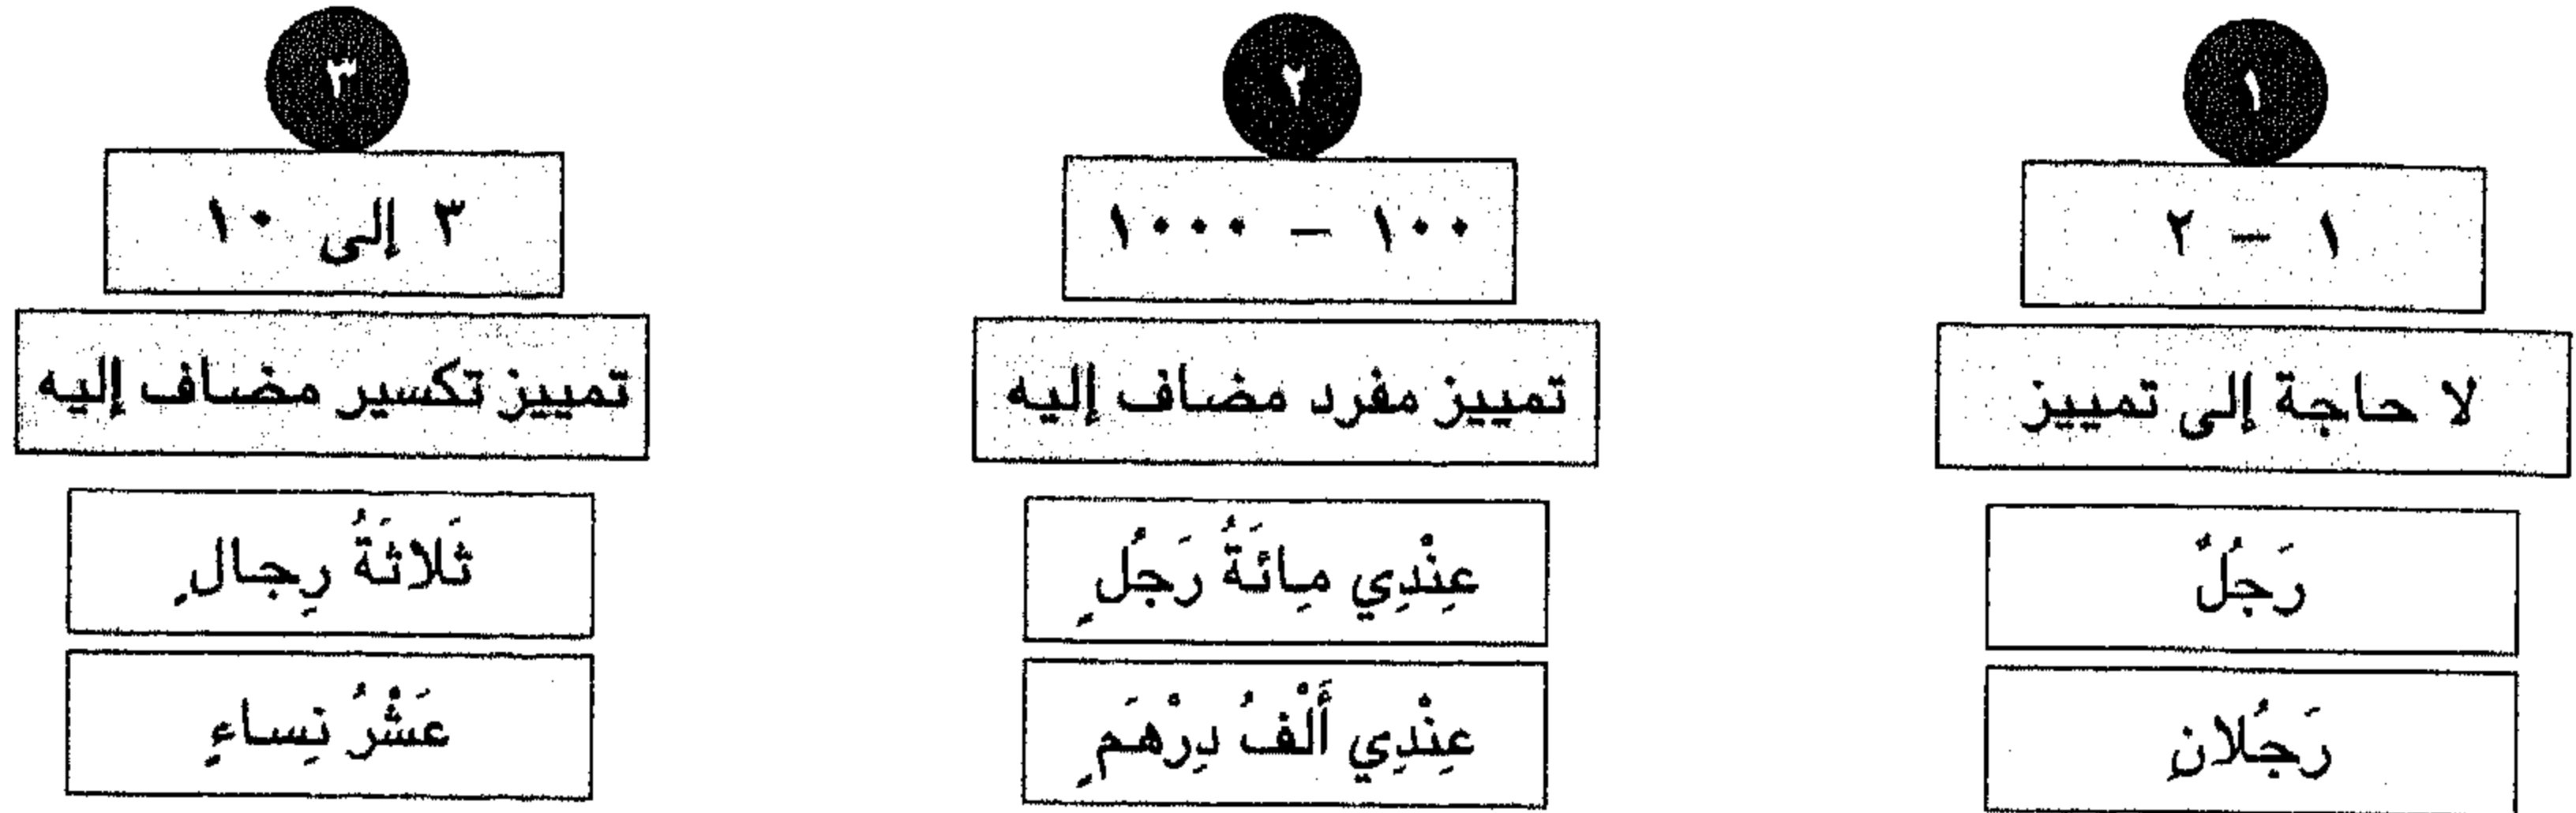 ١
١ – ٢
لا حاجة إلى تمييز
رَجُلٌ
رَجُلانِ
٢
١٠٠ – ١٠٠٠
تمييز مفرد مضاف إليه
عِنْدِي مِائَةُ رَجُلٍ
عِنْدِي أَلْفُ دِرْهَمٍ
٣
٣ إلى ١٠
تمييز تكسير مضاف إليه
ثَلاثَةُ رِجالٍ
عَشْرُ نِساءٍ